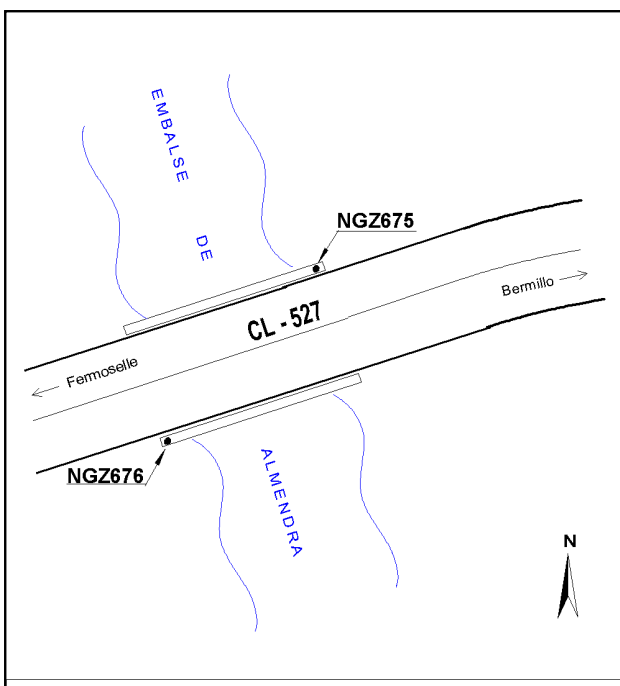 EMBALSE DE
NGZ675
CL - 527
Bermillo
Fermoselle
NGZ676
ALMENDRA
N